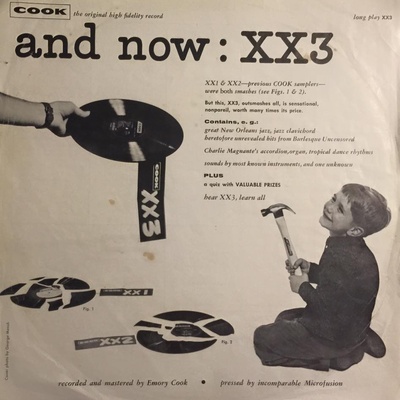 COOK the original high fidelity record long play XX3
and now: XX3
XX1 & XX2—previous COOK samplers—
were both smashes (see Figs. 1 & 2).
But this, XX3, outsmashes all, is sensational,
nonpareil, worth many times its price.
Contains, e. g.:
great New Orleans jazz, jazz clavichord
heretofore unrevealed hits from Burlesque Uncovered
Charlie Magnante's accordion, organ, tropical dance rhythms
sounds by most known instruments, and one unknown
PLUS
a quiz with VALUABLE PRIZES
hear XX3, learn all
COOK XX3
XX1
Fig. 1
XX2
Fig. 2
recorded and mastered by Emory Cook • pressed by incomparable Microfusion
Cover photo by George